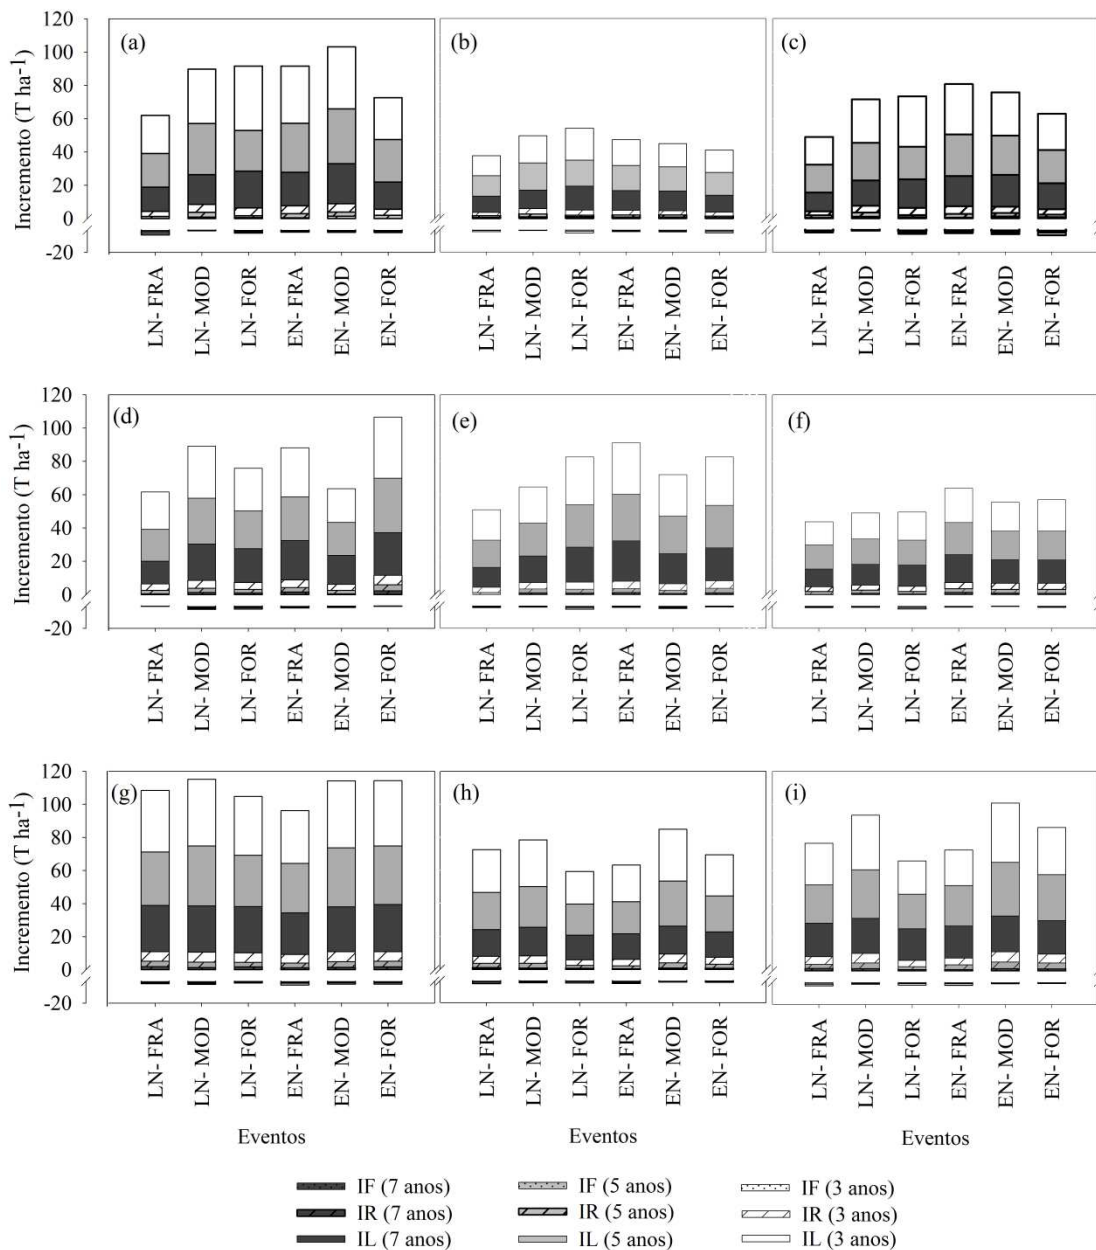 120
100
80
60
40
20
0
-20
Incremento (T ha-1)
(a)
(b)
(c)
LN- FRA
LN- MOD
LN- FOR
EN- FRA
EN- MOD
EN- FOR
LN- FRA
LN- MOD
LN- FOR
EN- FRA
EN- MOD
EN- FOR
LN- FRA
LN- MOD
LN- FOR
EN- FRA
EN- MOD
EN- FOR
120
100
80
60
40
20
0
-20
Incremento (T ha-1)
(d)
(e)
(f)
LN- FRA
LN- MOD
LN- FOR
EN- FRA
EN- MOD
EN- FOR
LN- FRA
LN- MOD
LN- FOR
EN- FRA
EN- MOD
EN- FOR
LN- FRA
LN- MOD
LN- FOR
EN- FRA
EN- MOD
EN- FOR
120
100
80
60
40
20
0
-20
Incremento (T ha-1)
(g)
(h)
(i)
LN- FRA
LN- MOD
LN- FOR
EN- FRA
EN- MOD
EN- FOR
LN- FRA
LN- MOD
LN- FOR
EN- FRA
EN- MOD
EN- FOR
LN- FRA
LN- MOD
LN- FOR
EN- FRA
EN- MOD
EN- FOR
Eventos
Eventos
Eventos
IF (7 anos)
IF (5 anos)
IF (3 anos)
IR (7 anos)
IR (5 anos)
IR (3 anos)
IL (7 anos)
IL (5 anos)
IL (3 anos)